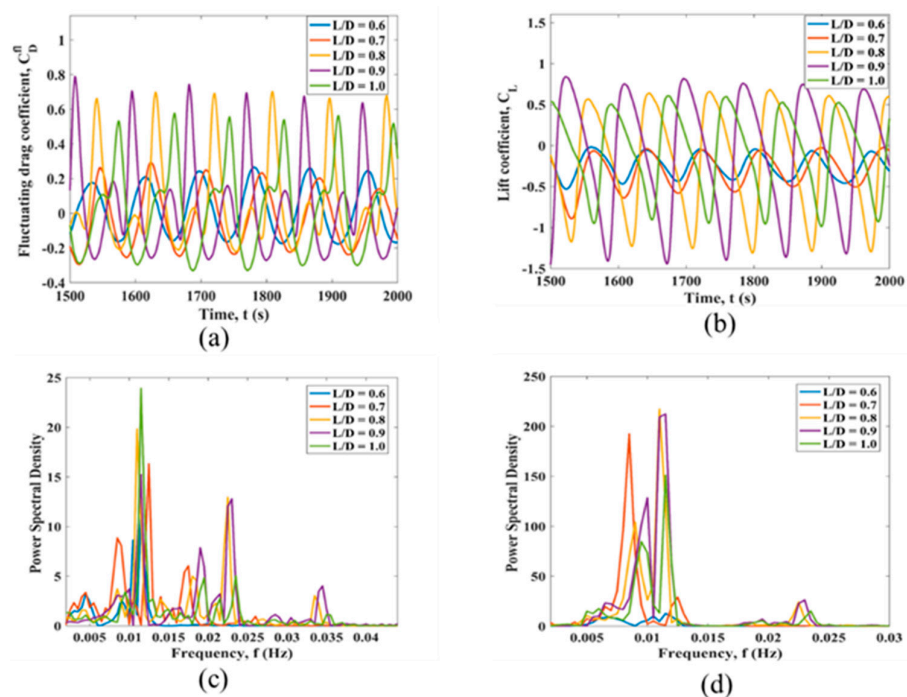 L/D = 0.6
L/D = 0.7
L/D = 0.8
L/D = 0.9
L/D = 1.0
Fluctuating drag coefficient, C_D^fl
1
0.8
0.6
0.4
0.2
0
-0.2
-0.4
1500 1600 1700 1800 1900 2000
Time, t (s)
(a)
L/D = 0.6
L/D = 0.7
L/D = 0.8
L/D = 0.9
L/D = 1.0
Lift coefficient, C_L
1.5
1
0.5
0
-0.5
-1
-1.5
1500 1600 1700 1800 1900 2000
Time, t (s)
(b)
L/D = 0.6
L/D = 0.7
L/D = 0.8
L/D = 0.9
L/D = 1.0
Power Spectral Density
25
20
15
10
5
0
0.005 0.01 0.015 0.02 0.025 0.03 0.035 0.04
Frequency, f (Hz)
(c)
L/D = 0.6
L/D = 0.7
L/D = 0.8
L/D = 0.9
L/D = 1.0
Power Spectral Density
250
200
150
100
50
0
0.005 0.01 0.015 0.02 0.025 0.03
Frequency, f (Hz)
(d)